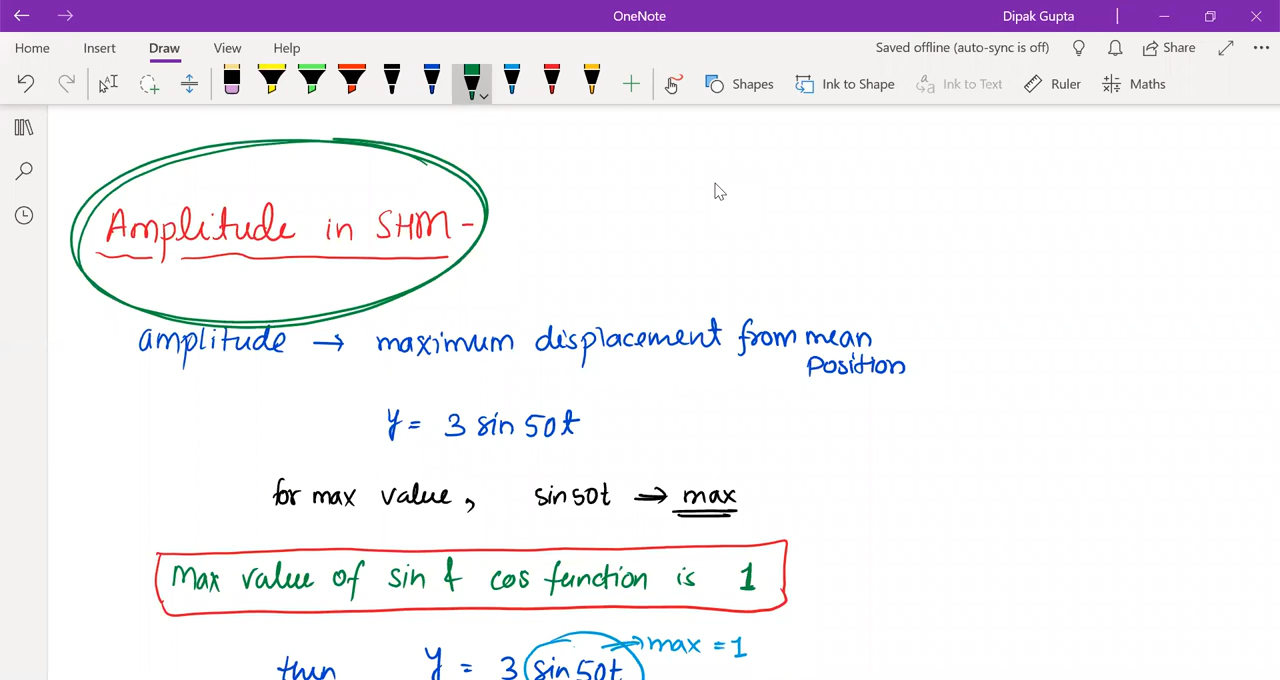 OneNote
Dipak Gupta
Home Insert Draw View Help
Saved offline (auto-sync is off) Share
Shapes Ink to Shape Ink to Text Ruler Maths
Amplitude in SHM -
amplitude → maximum displacement from mean
position
y = 3 sin 50t
for max value, sin 50t → max
Max value of sin & cos function is 1
→ max = 1
then y = 3 sin 50t